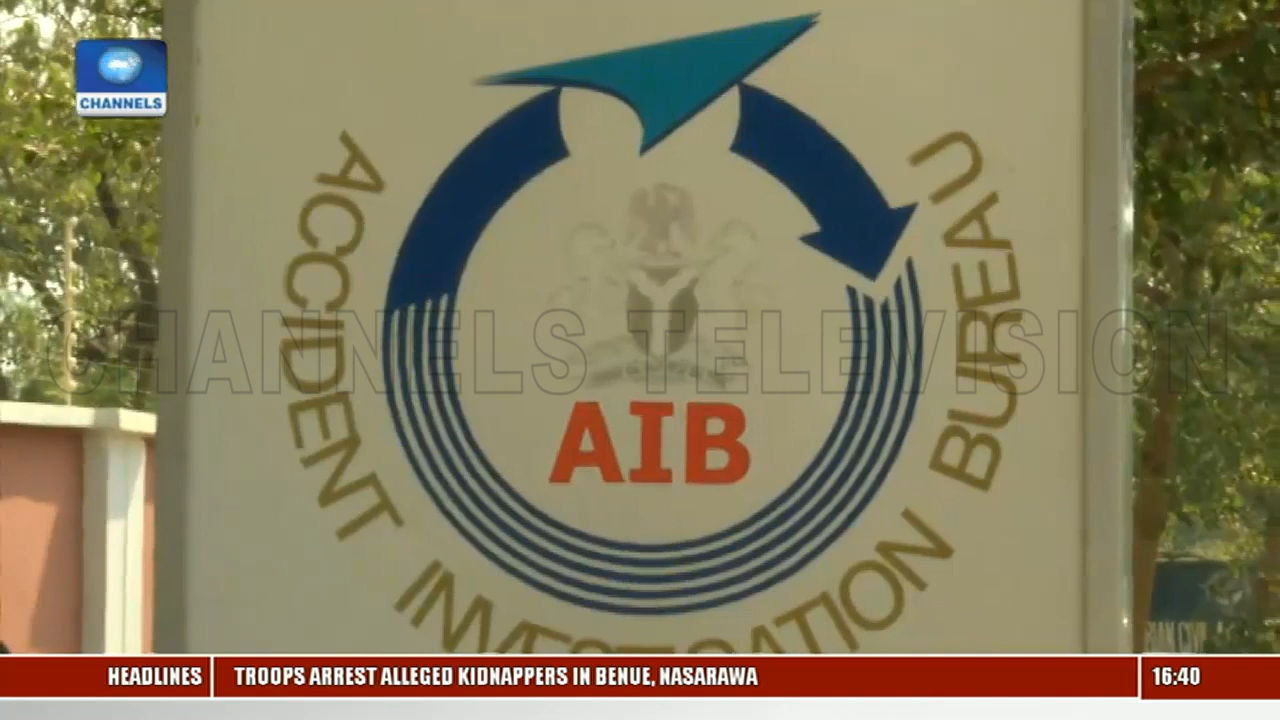 CHANNELS
ACCIDENT INVESTIGATION BUREAU
CHANNELS TELEVISION
AIB
HEADLINES
TROOPS ARREST ALLEGED KIDNAPPERS IN BENUE, NASARAWA
16:40